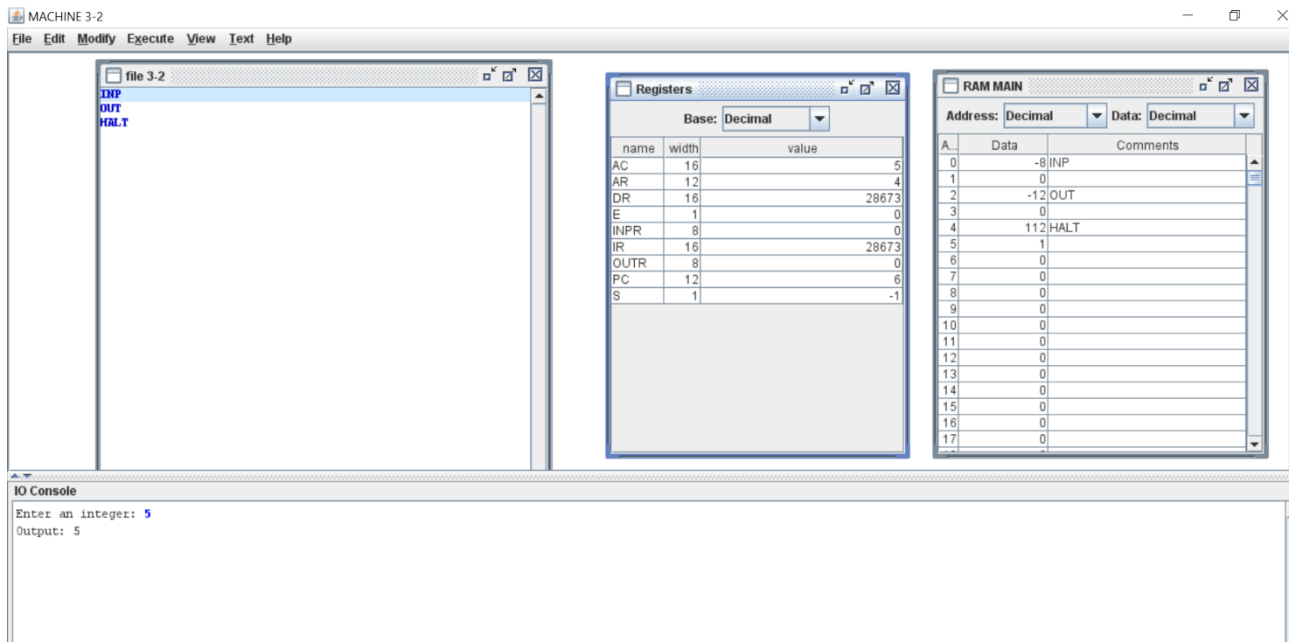 MACHINE 3-2
File Edit Modify Execute View Text Help
file 3-2
INP
OUT
HALT
Registers
Base: Decimal
name width value
AC 16 5
AR 12 4
DR 16 28673
E 1 0
INPR 8 0
IR 16 28673
OUTR 8 0
PC 12 6
S 1 -1
RAM MAIN
Address: Decimal Data: Decimal
A... Data Comments
0 -8 INP
1 0
2 -12 OUT
3 0
4 112 HALT
5 1
6 0
7 0
8 0
9 0
10 0
11 0
12 0
13 0
14 0
15 0
16 0
17 0
IO Console
Enter an integer: 5
Output: 5